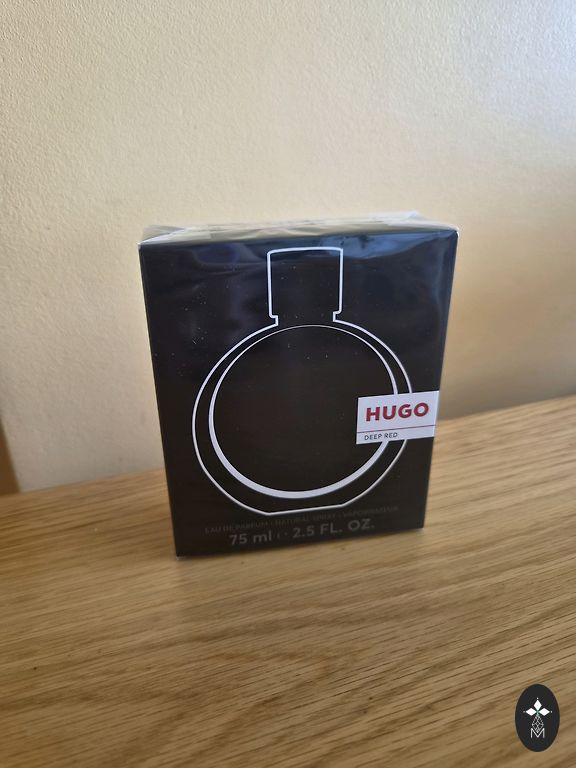 HUGO
DEEP RED
EAU DE PARFUM • NATURAL SPRAY • VAPORISATEUR
75 ml ℮ • 2.5 FL. OZ.
M